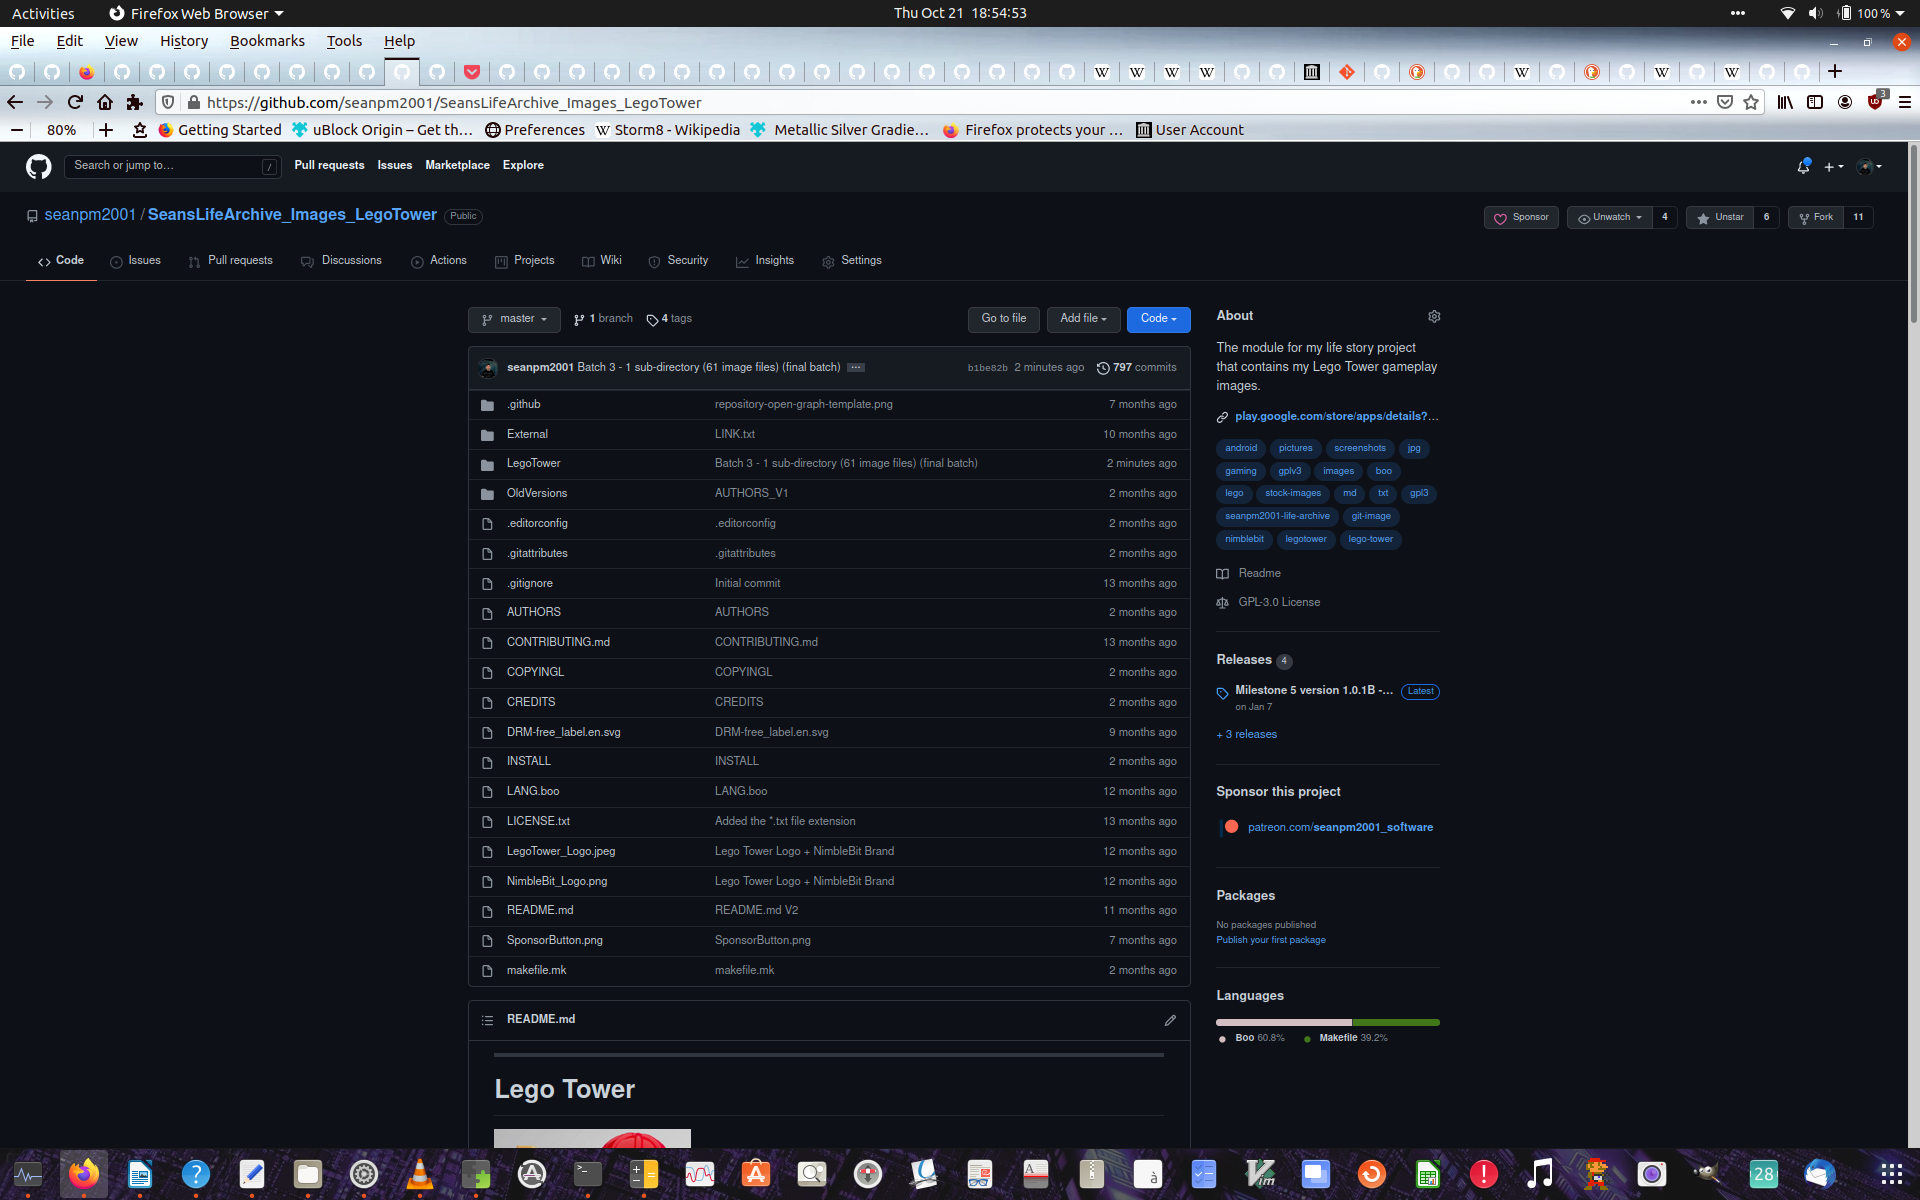 Activities Firefox Web Browser Thu Oct 21 18:54:53 100 %
File Edit View History Bookmarks Tools Help
https://github.com/seanpm2001/SeansLifeArchive_Images_LegoTower 3
80% Getting Started uBlock Origin – Get th… Preferences Storm8 - Wikipedia Metallic Silver Gradie… Firefox protects your … User Account
Search or jump to… / Pull requests Issues Marketplace Explore
seanpm2001 / SeansLifeArchive_Images_LegoTower Public Sponsor Unwatch 4 Unstar 6 Fork 11
Code Issues Pull requests Discussions Actions Projects Wiki Security Insights Settings
master 1 branch 4 tags Go to file Add file Code
seanpm2001 Batch 3 - 1 sub-directory (61 image files) (final batch) ... b1be82b 2 minutes ago 797 commits
.github repository-open-graph-template.png 7 months ago
External LINK.txt 10 months ago
LegoTower Batch 3 - 1 sub-directory (61 image files) (final batch) 2 minutes ago
OldVersions AUTHORS_V1 2 months ago
.editorconfig .editorconfig 2 months ago
.gitattributes .gitattributes 2 months ago
.gitignore Initial commit 13 months ago
AUTHORS AUTHORS 2 months ago
CONTRIBUTING.md CONTRIBUTING.md 13 months ago
COPYINGL COPYINGL 2 months ago
CREDITS CREDITS 2 months ago
DRM-free_label.en.svg DRM-free_label.en.svg 9 months ago
INSTALL INSTALL 2 months ago
LANG.boo LANG.boo 12 months ago
LICENSE.txt Added the *.txt file extension 13 months ago
LegoTower_Logo.jpeg Lego Tower Logo + NimbleBit Brand 12 months ago
NimbleBit_Logo.png Lego Tower Logo + NimbleBit Brand 12 months ago
README.md README.md V2 11 months ago
SponsorButton.png SponsorButton.png 7 months ago
makefile.mk makefile.mk 2 months ago
README.md
Lego Tower
About
The module for my life story project
that contains my Lego Tower gameplay
images.
play.google.com/store/apps/details?…
android pictures screenshots jpg
gaming gplv3 images boo
lego stock-images md txt gpl3
seanpm2001-life-archive git-image
nimblebit legotower lego-tower
Readme
GPL-3.0 License
Releases 4
Milestone 5 version 1.0.1B -… Latest
on Jan 7
+ 3 releases
Sponsor this project
patreon.com/seanpm2001_software
Packages
No packages published
Publish your first package
Languages
Boo 60.8% Makefile 39.2%
28